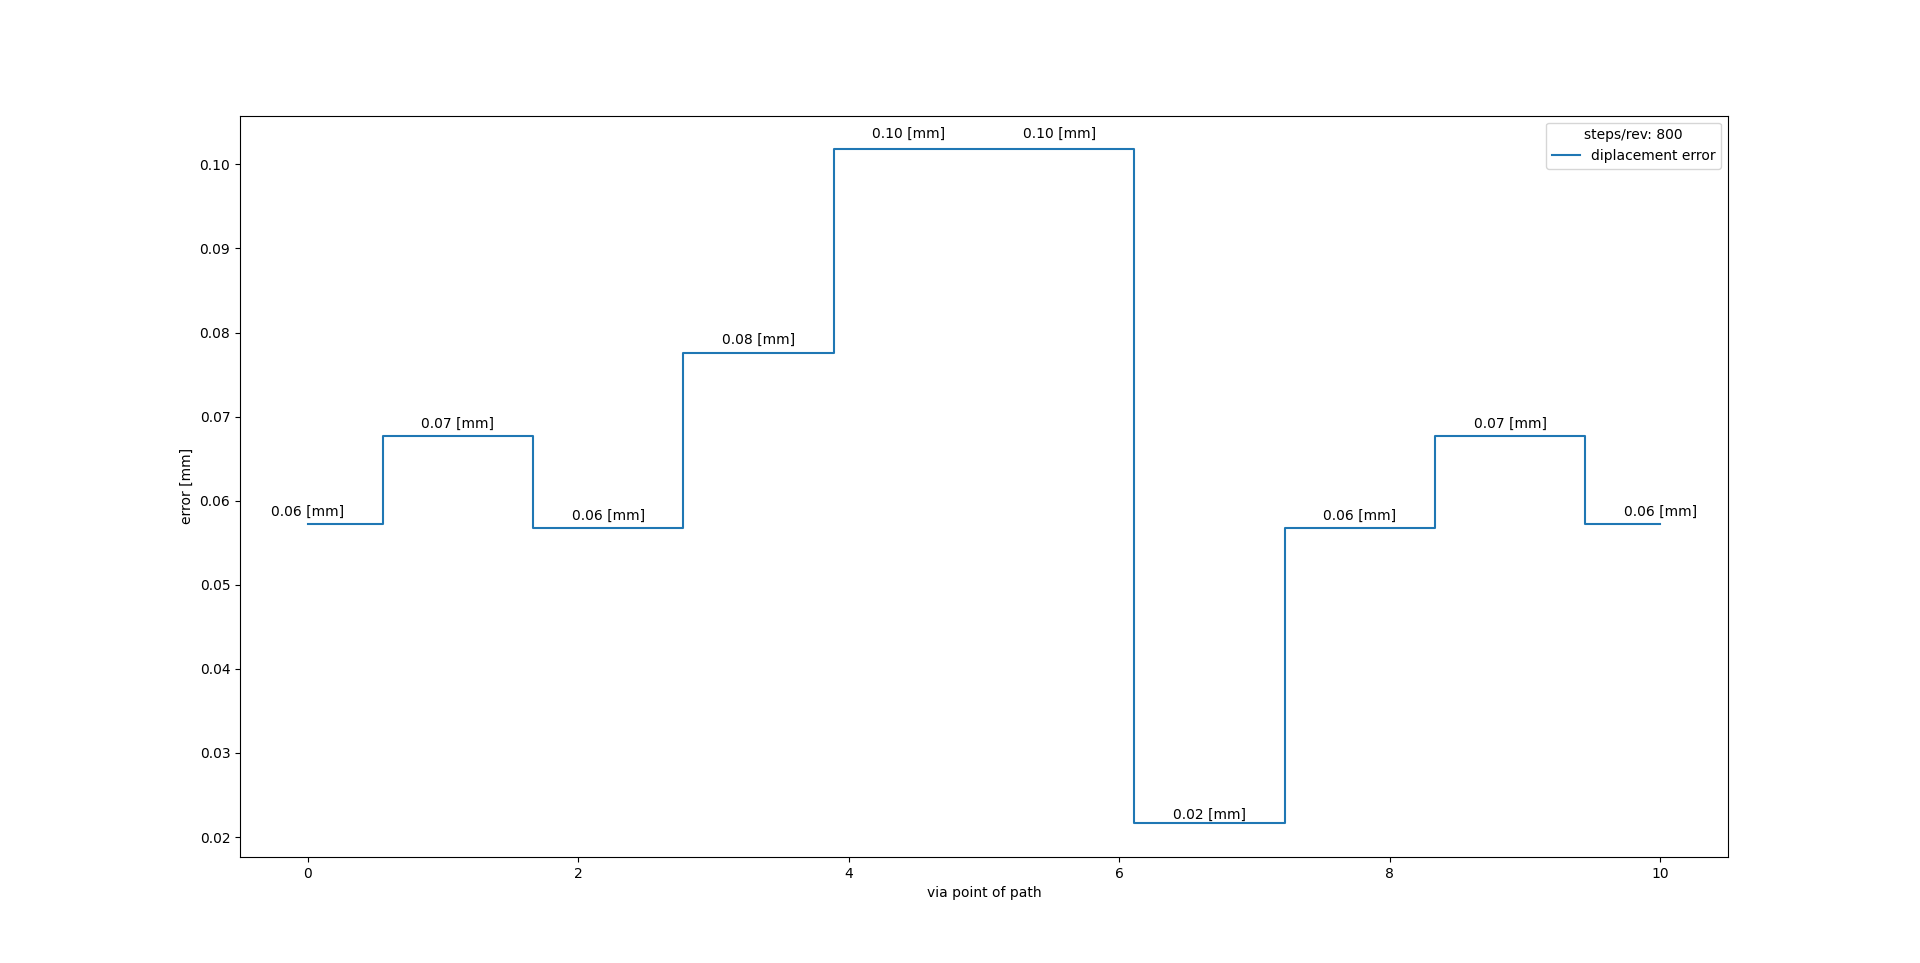 0.10 [mm]
0.10 [mm]
steps/rev: 800
diplacement error
0.10
0.09
0.08
0.08 [mm]
0.07
0.07 [mm]
0.07 [mm]
error [mm]
0.06
0.06 [mm]
0.06 [mm]
0.06 [mm]
0.06 [mm]
0.05
0.04
0.03
0.02 [mm]
0.02
0
2
4
6
8
10
via point of path